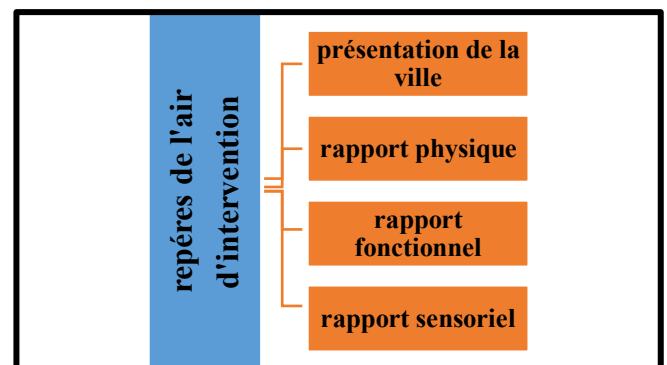 repéres de l'air
d'intervention
présentation de la
ville
rapport physique
rapport
fonctionnel
rapport sensoriel